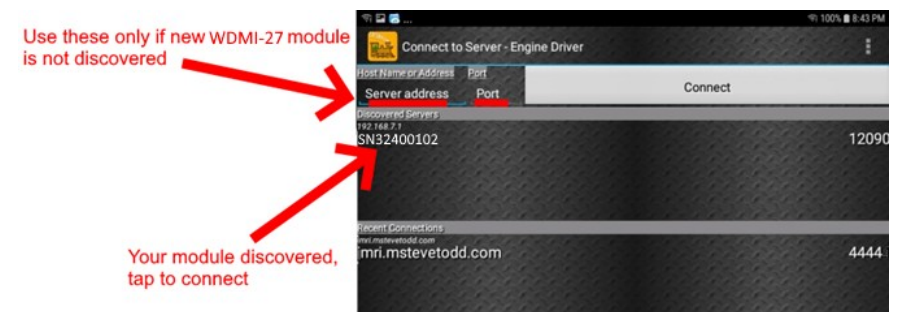 ... 100% 8:43 PM
Use these only if new WDMI-27 module
is not discovered
Connect to Server - Engine Driver
Host Name or Address Port
Server address Port Connect
Discovered Servers
192.168.7.1
SN32400102 12090
Your module discovered,
tap to connect
Recent Connections
jmri.mstevetodd.com
jmri.mstevetodd.com 4444